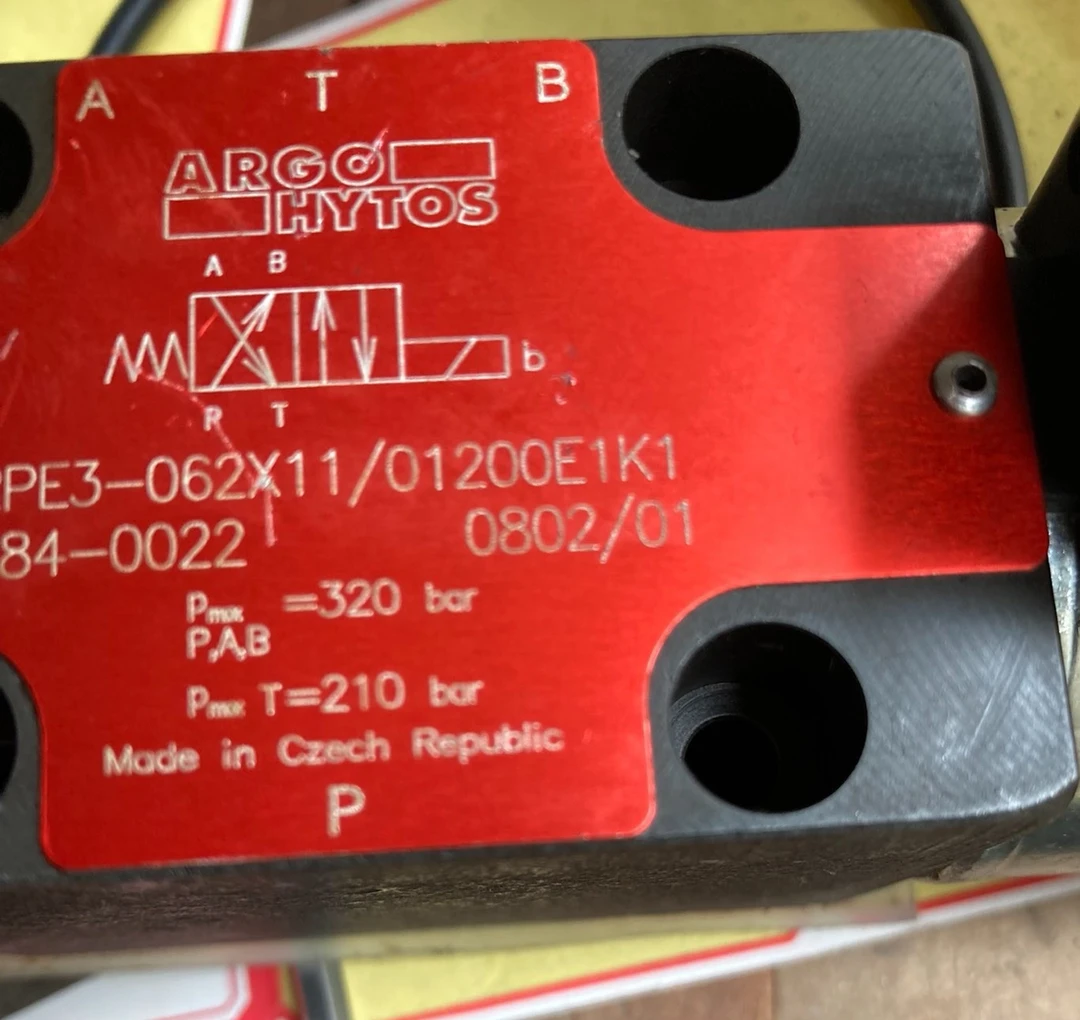 A T B
ARGO
HYTOS
A B
b
R T
PE3-062X11/01200E1K1
84-0022 0802/01
Pmax =320 bar
P,A,B
Pmax T=210 bar
Made in Czech Republic
P